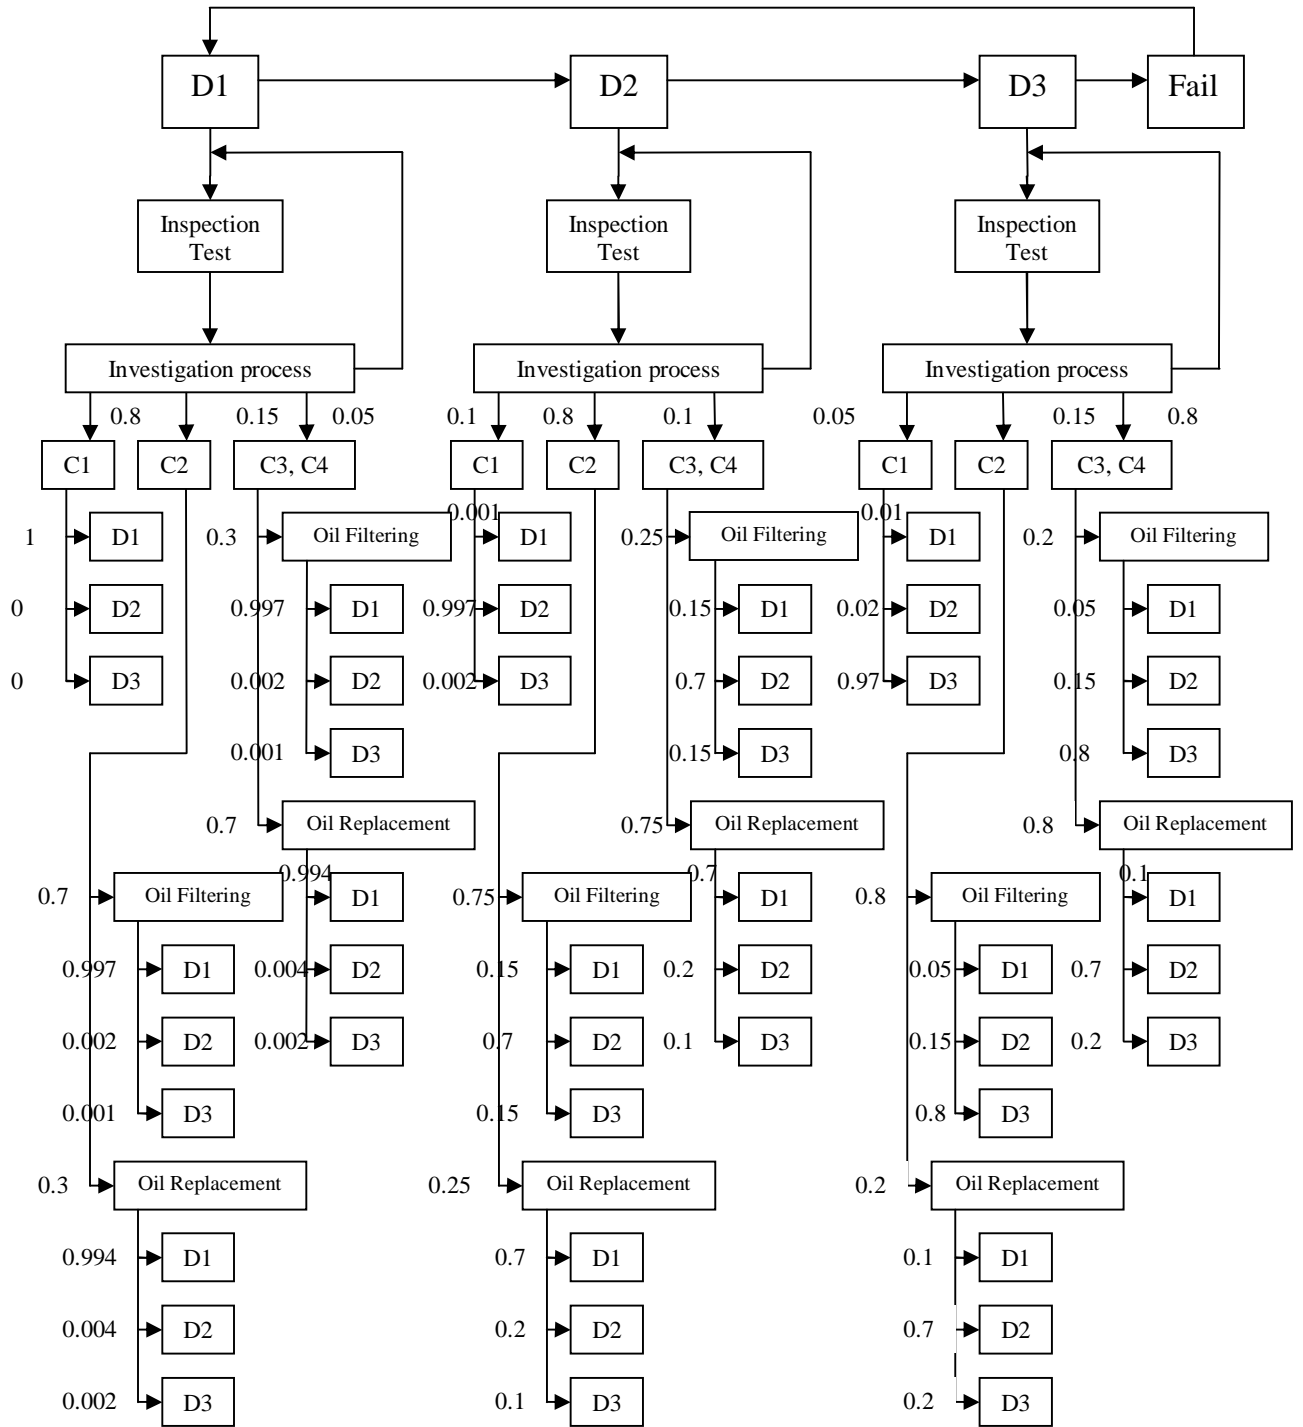 D1 D2 D3 Fail
Inspection Test Inspection Test Inspection Test
Investigation process Investigation process Investigation process
0.8 0.15 0.05 0.1 0.8 0.1 0.05 0.15 0.8
C1 C2 C3, C4 C1 C2 C3, C4 C1 C2 C3, C4
0.001 0.01
1 D1 0.3 Oil Filtering D1 0.25 Oil Filtering D1 0.2 Oil Filtering
0 D2 0.997 D1 0.997 D2 0.15 D1 0.02 D2 0.05 D1
0 D3 0.002 D2 0.002 D3 0.7 D2 0.97 D3 0.15 D2
0.001 D3 0.15 D3 0.8 D3
0.7 Oil Replacement 0.75 Oil Replacement 0.8 Oil Replacement
0.994 0.7 0.1
0.7 Oil Filtering D1 0.75 Oil Filtering D1 0.8 Oil Filtering D1
0.997 D1 0.004 D2 0.15 D1 0.2 D2 0.05 D1 0.7 D2
0.002 D2 0.002 D3 0.7 D2 0.1 D3 0.15 D2 0.2 D3
0.001 D3 0.15 D3 0.8 D3
0.3 Oil Replacement 0.25 Oil Replacement 0.2 Oil Replacement
0.994 D1 0.7 D1 0.1 D1
0.004 D2 0.2 D2 0.7 D2
0.002 D3 0.1 D3 0.2 D3